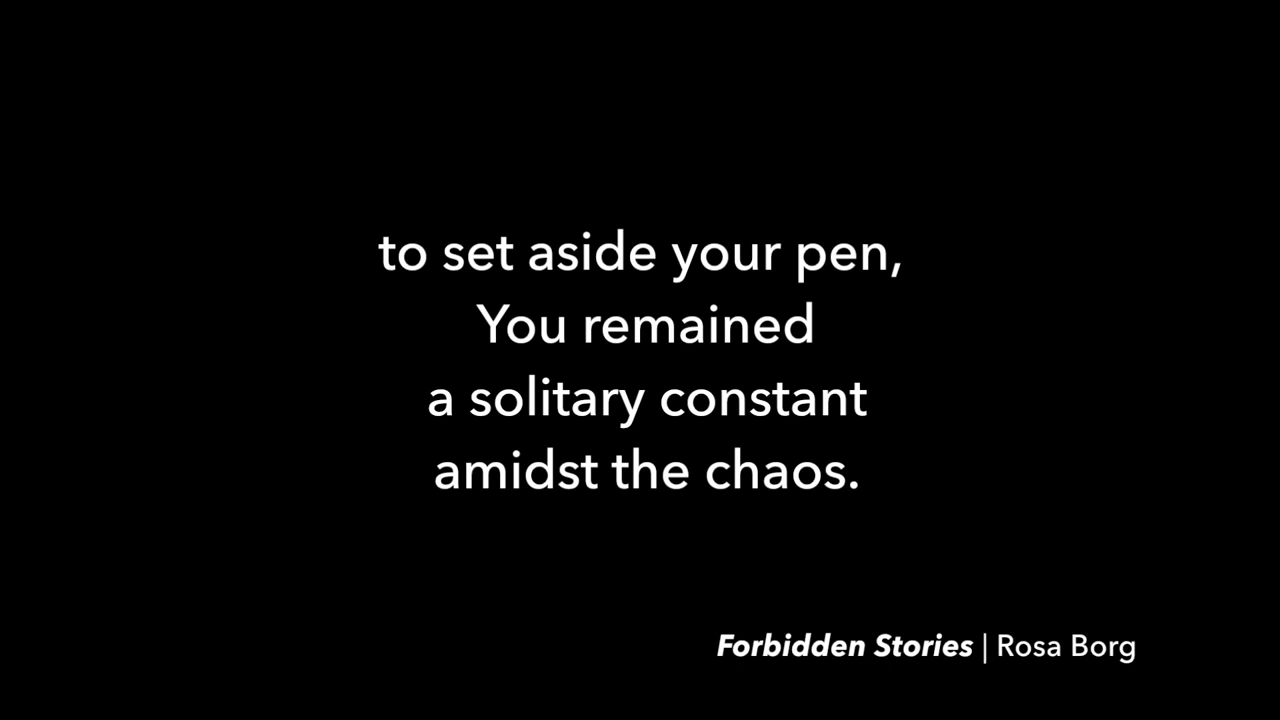 to set aside your pen,
You remained
a solitary constant
amidst the chaos.
Forbidden Stories | Rosa Borg